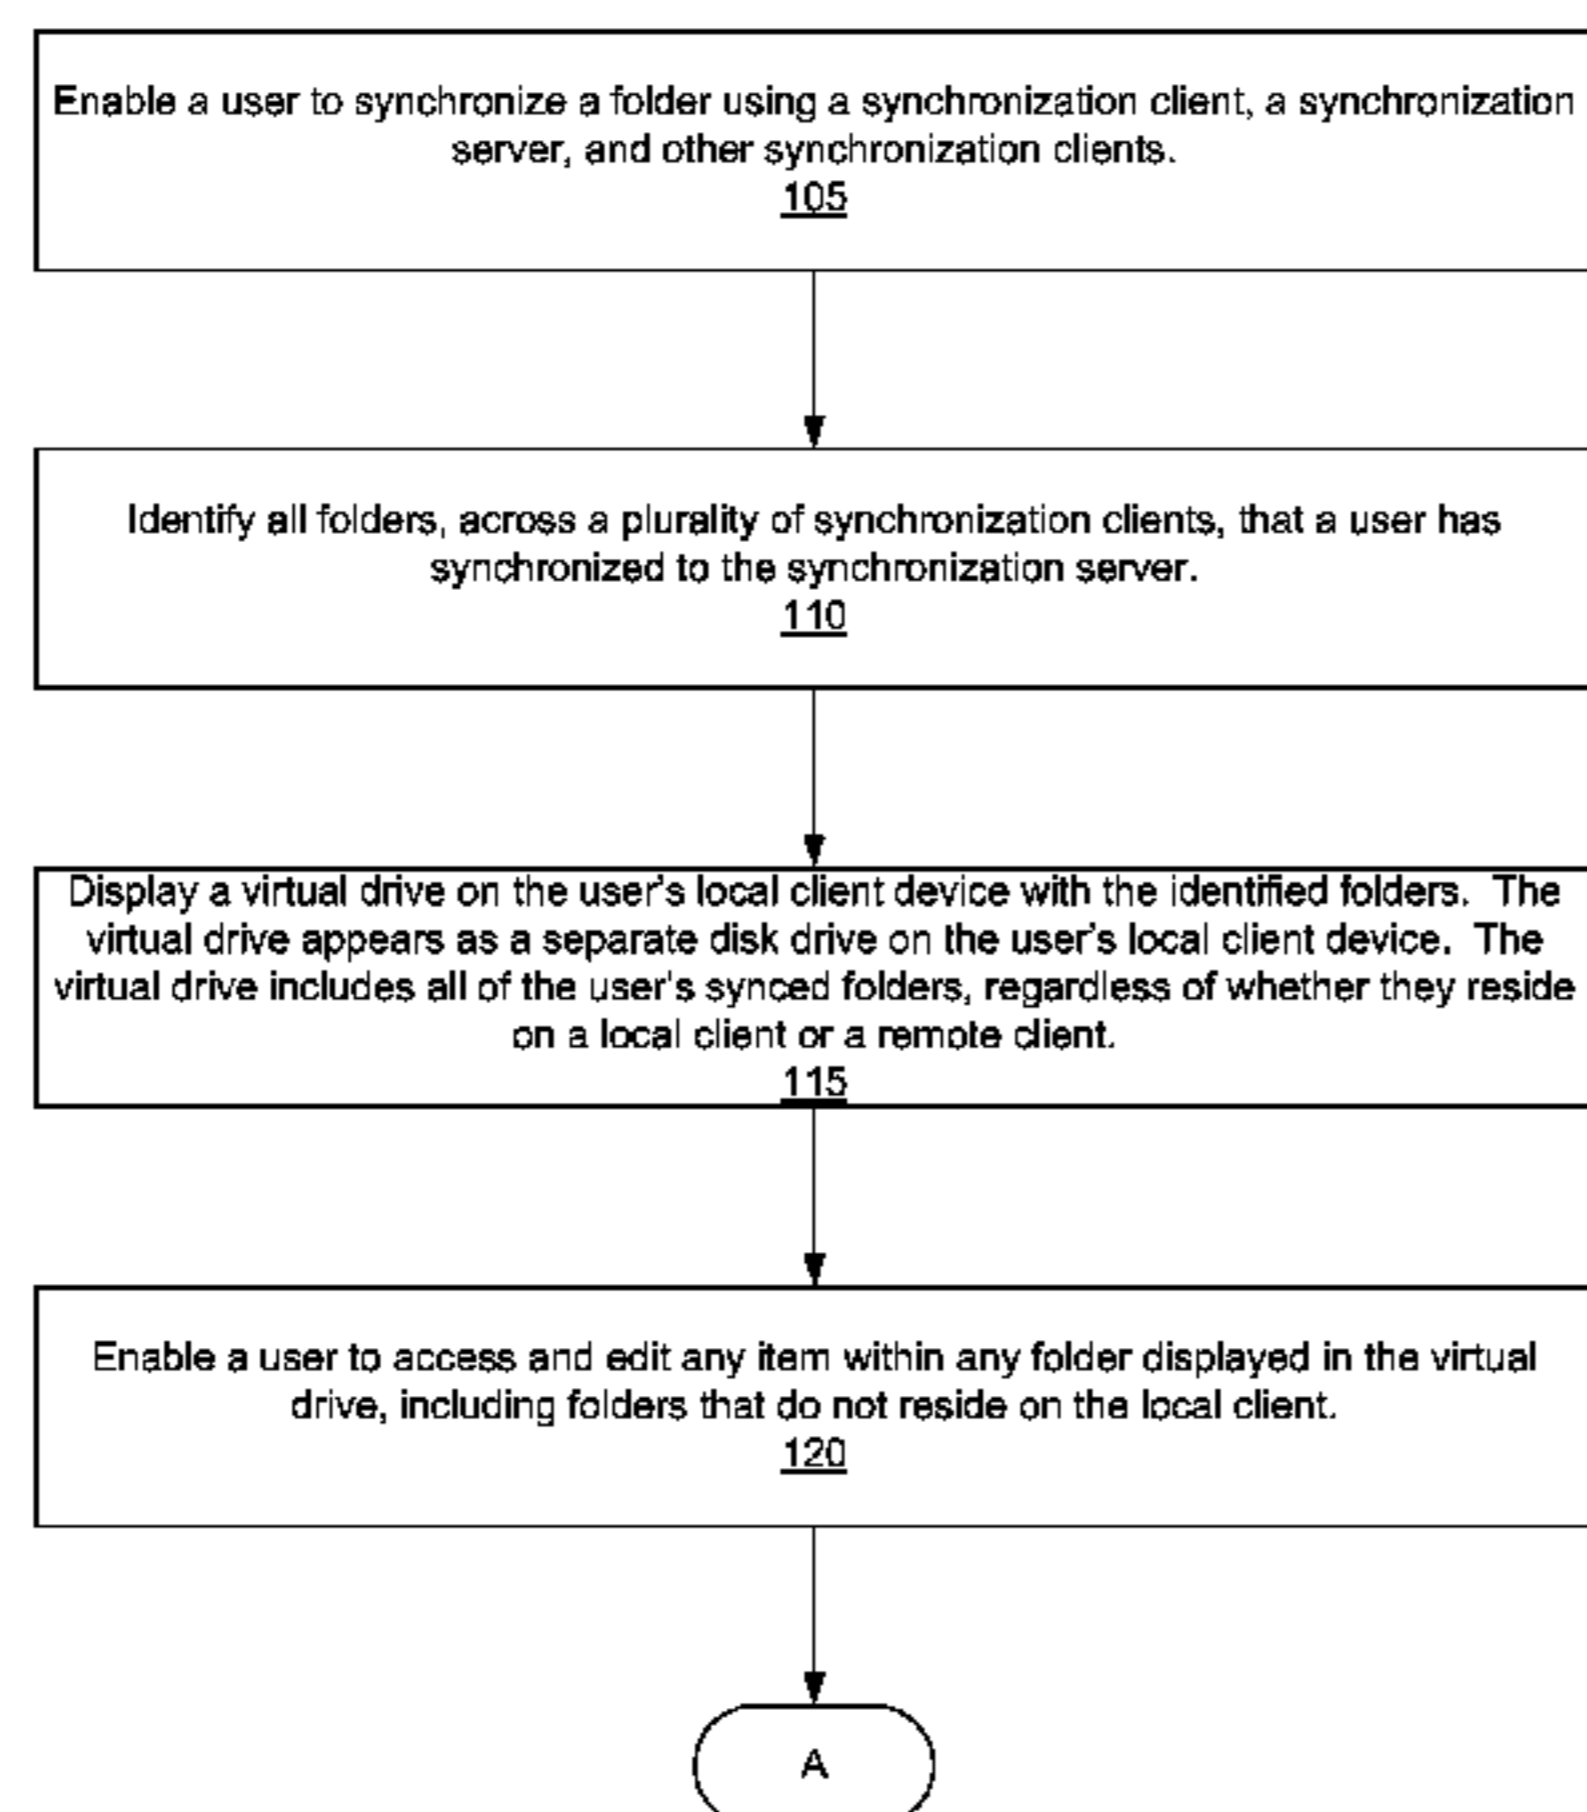 Enable a user to synchronize a folder using a synchronization client, a synchronization
server, and other synchronization clients.
105
Identify all folders, across a plurality of synchronization clients, that a user has
synchronized to the synchronization server.
110
Display a virtual drive on the user's local client device with the identified folders. The
virtual drive appears as a separate disk drive on the user's local client device. The
virtual drive includes all of the user's synced folders, regardless of whether they reside
on a local client or a remote client.
115
Enable a user to access and edit any item within any folder displayed in the virtual
drive, including folders that do not reside on the local client.
120
A